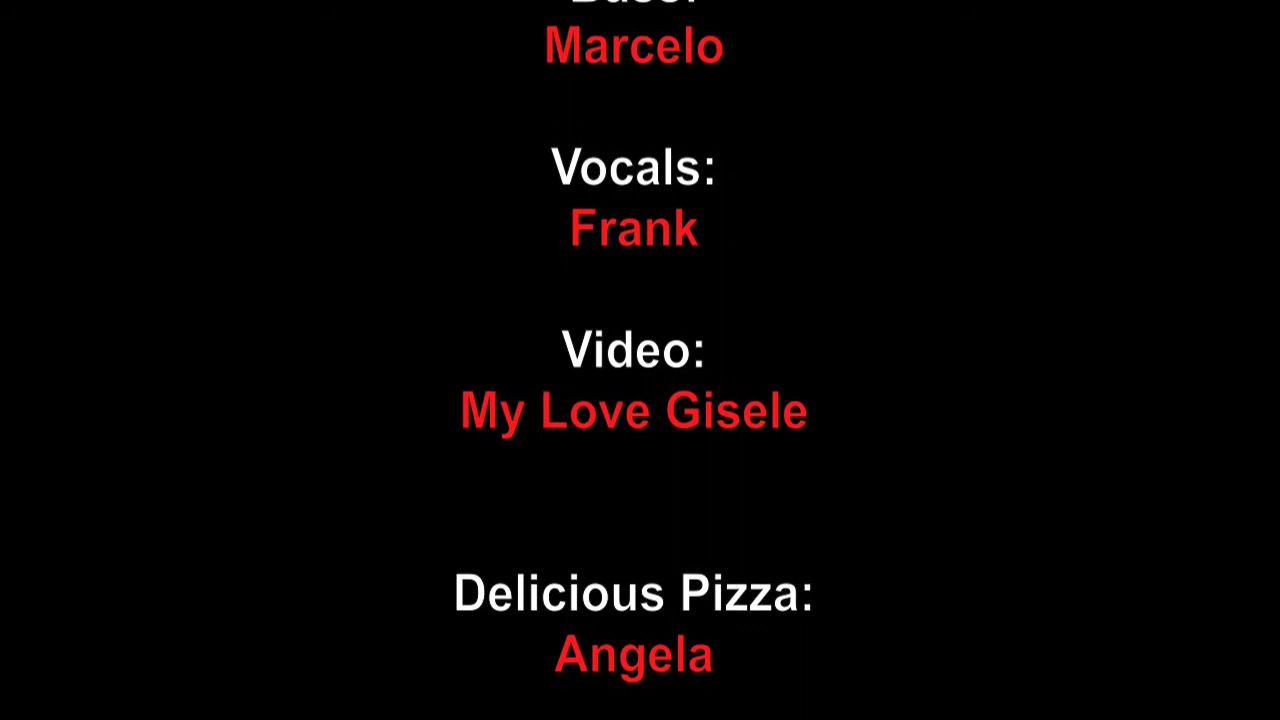 Marcelo
Vocals:
Frank
Video:
My Love Gisele
Delicious Pizza:
Angela